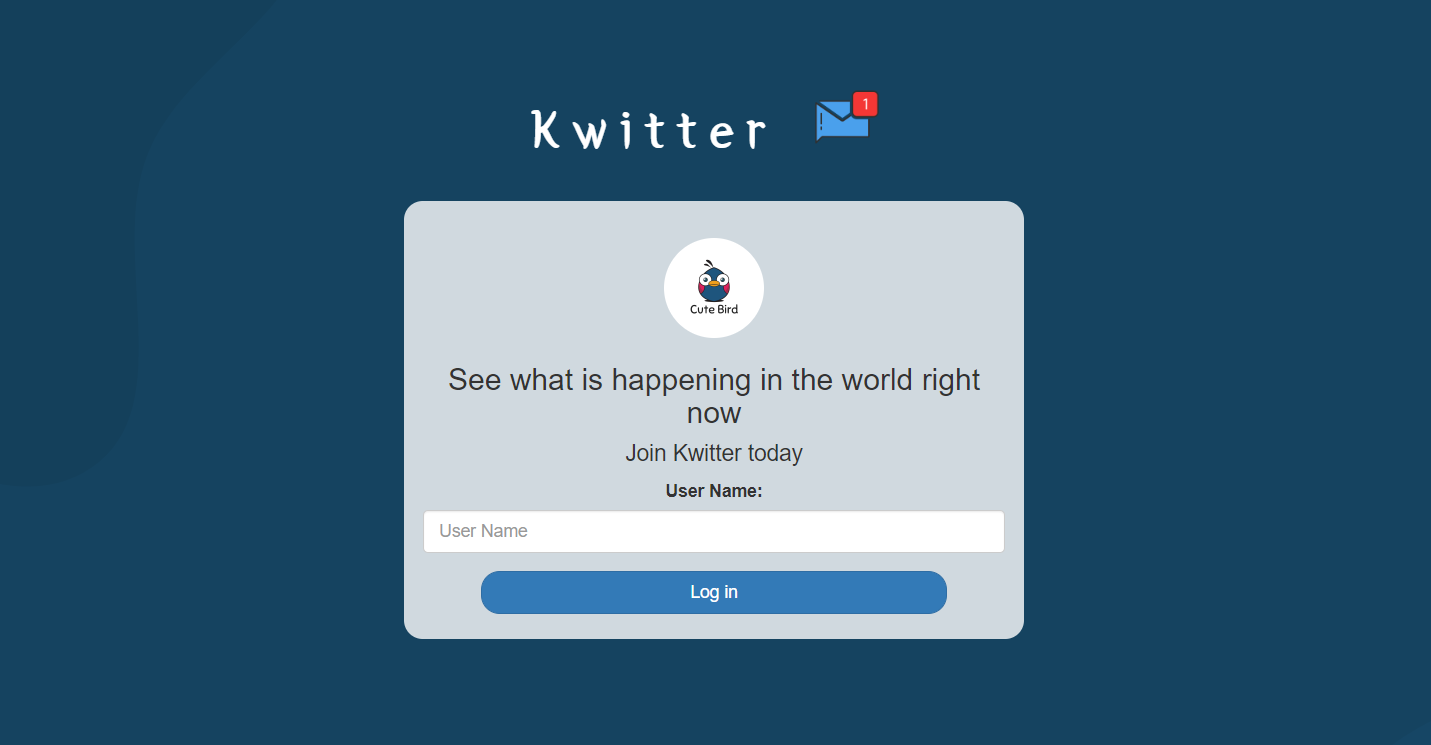 Kwitter
1
Cute Bird
See what is happening in the world right
now
Join Kwitter today
User Name:
User Name
Log in